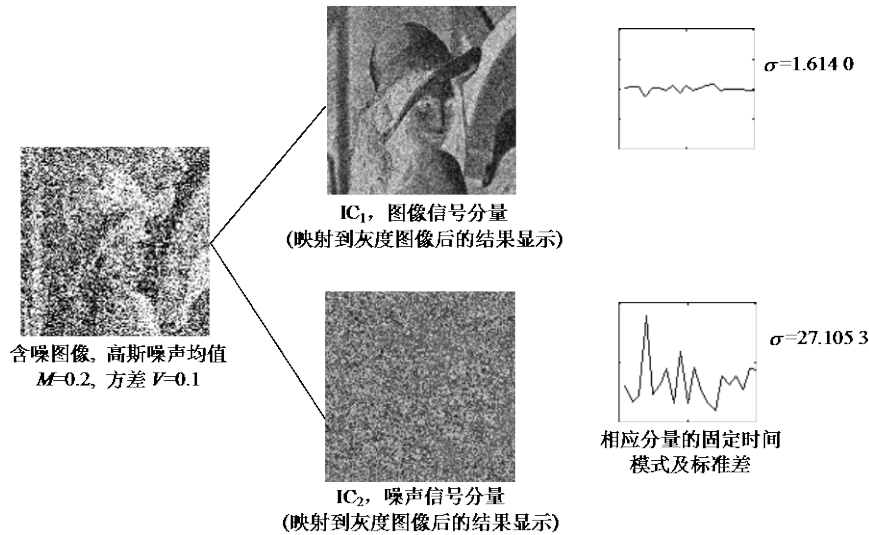 σ=1.614 0
IC₁，图像信号分量
(映射到灰度图像后的结果显示)
含噪图像, 高斯噪声均值
M=0.2, 方差 V=0.1
σ=27.105 3
相应分量的固定时间
模式及标准差
IC₂，噪声信号分量
(映射到灰度图像后的结果显示)